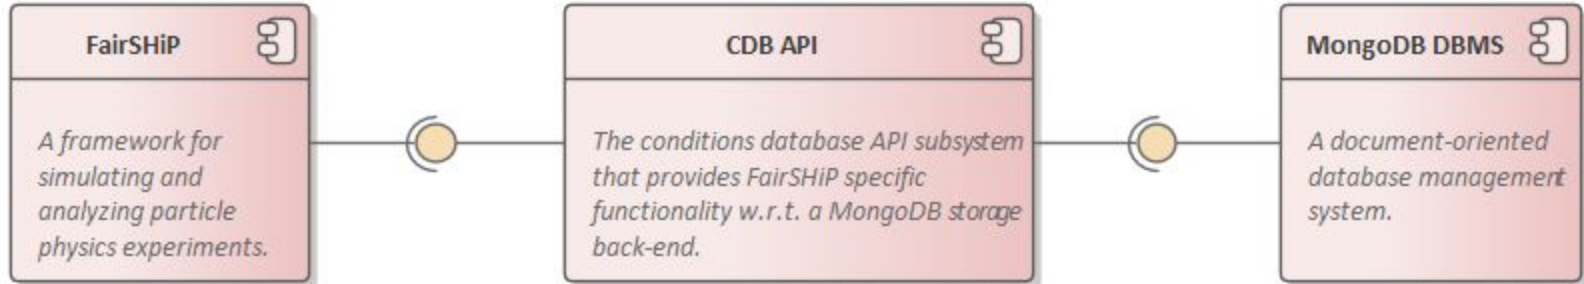 FairSHiP
A framework for
simulating and
analyzing particle
physics experiments.
CDB API
The conditions database API subsystem
that provides FairSHiP specific
functionality w.r.t. a MongoDB storage
back-end.
MongoDB DBMS
A document-oriented
database management
system.